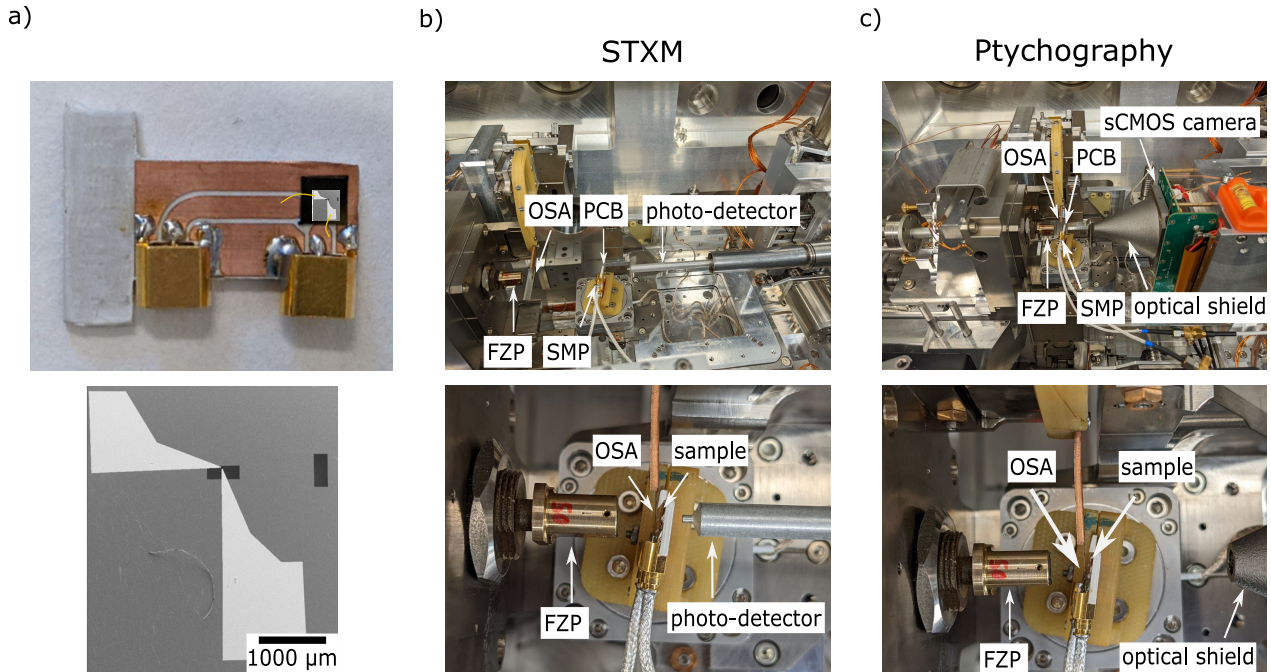 a)
b)
c)
STXM
Ptychography
OSA
PCB
photo-detector
FZP
SMP
sCMOS camera
OSA
PCB
FZP
SMP
optical shield
1000 µm
OSA
sample
FZP
photo-detector
OSA
sample
FZP
optical shield